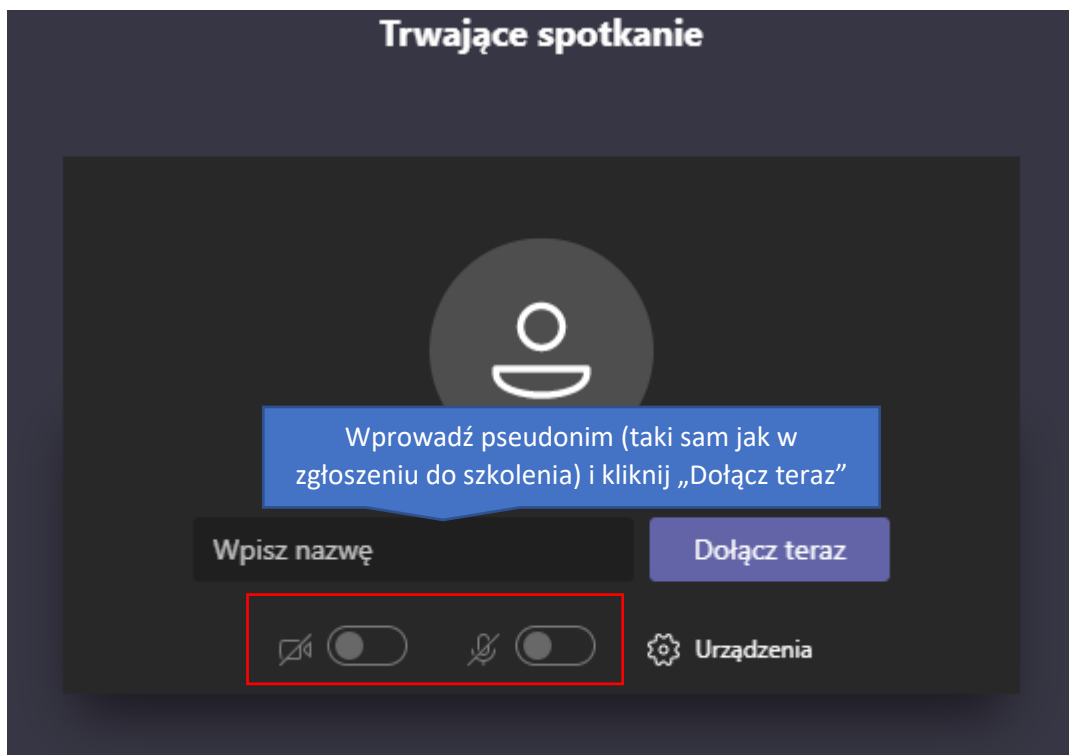 Trwające spotkanie
Wprowadź pseudonim (taki sam jak w
zgłoszeniu do szkolenia) i kliknij „Dołącz teraz”
Wpisz nazwę
Dołącz teraz
Urządzenia